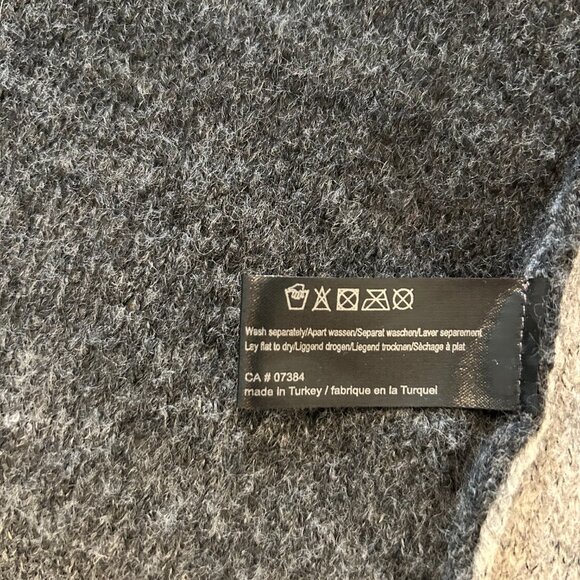 Wash separately/Apart wassen/Separat waschen/Laver separement
Lay flat to dry/Liggend drogen/Liegend trocknen/Sèchage à plat
CA # 07384
made in Turkey / fabrique en la Turquei